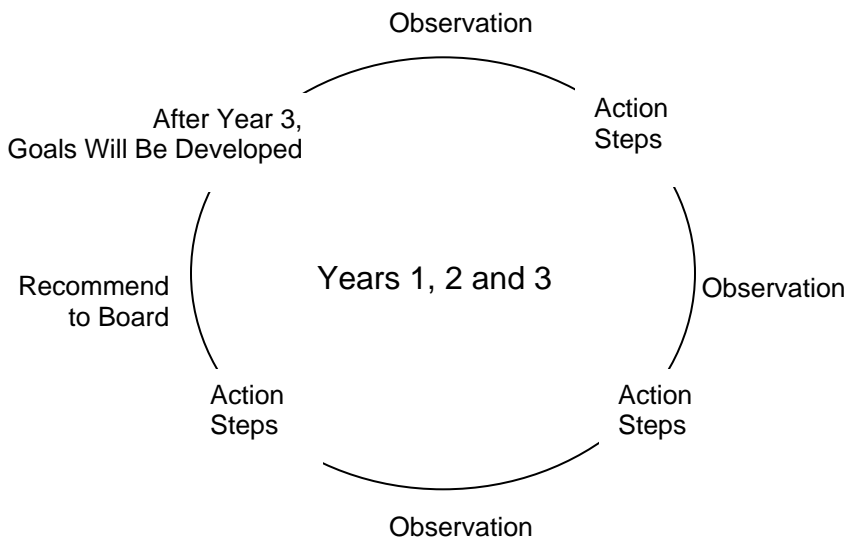 Observation
Action
Steps
After Year 3,
Goals Will Be Developed
Years 1, 2 and 3
Recommend
to Board
Observation
Action
Steps
Action
Steps
Observation